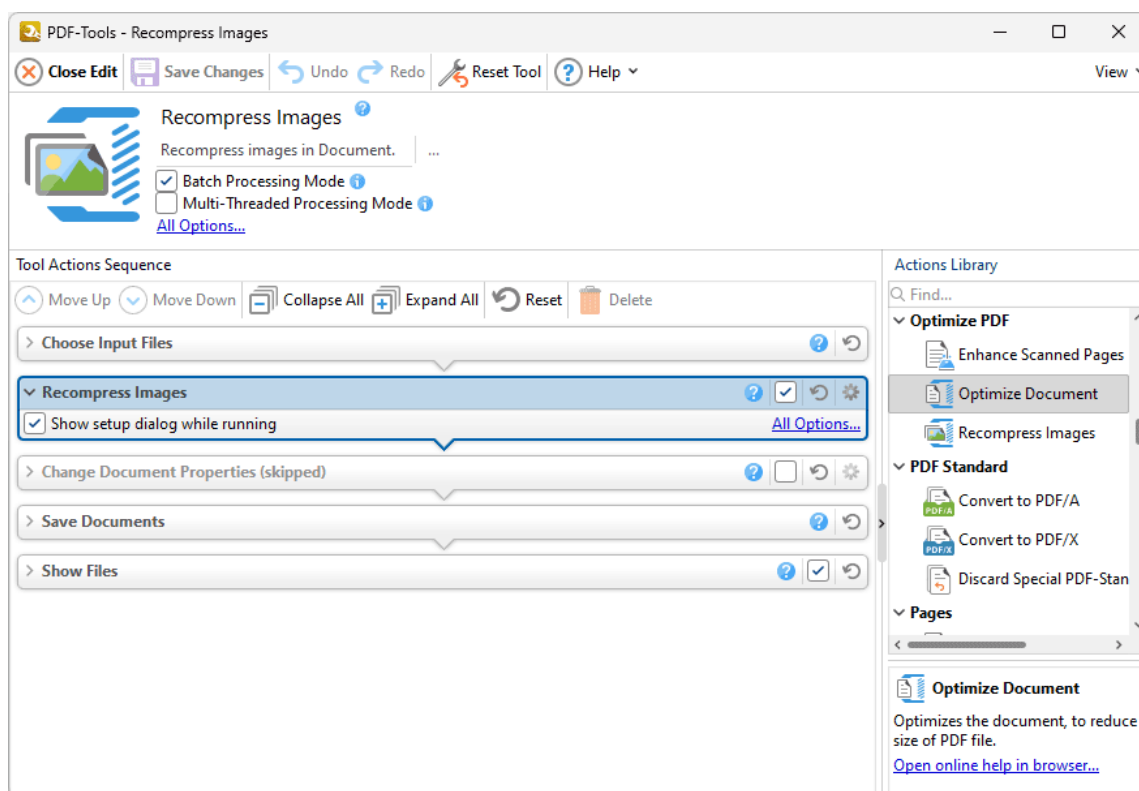 PDF-Tools - Recompress Images
Close Edit Save Changes Undo Redo Reset Tool ? Help View
Recompress Images ?
Recompress images in Document. ...
Batch Processing Mode i
Multi-Threaded Processing Mode i
All Options...
Tool Actions Sequence
Move Up Move Down Collapse All Expand All Reset Delete
Choose Input Files ?
Recompress Images ?
Show setup dialog while running All Options...
Change Document Properties (skipped) ?
Save Documents ?
Show Files ?
Actions Library
Find...
Optimize PDF
Enhance Scanned Pages
Optimize Document
Recompress Images
PDF Standard
PDF/A Convert to PDF/A
PDF/X Convert to PDF/X
Discard Special PDF-Stan
Pages
Optimize Document
Optimizes the document, to reduce
size of PDF file.
Open online help in browser...